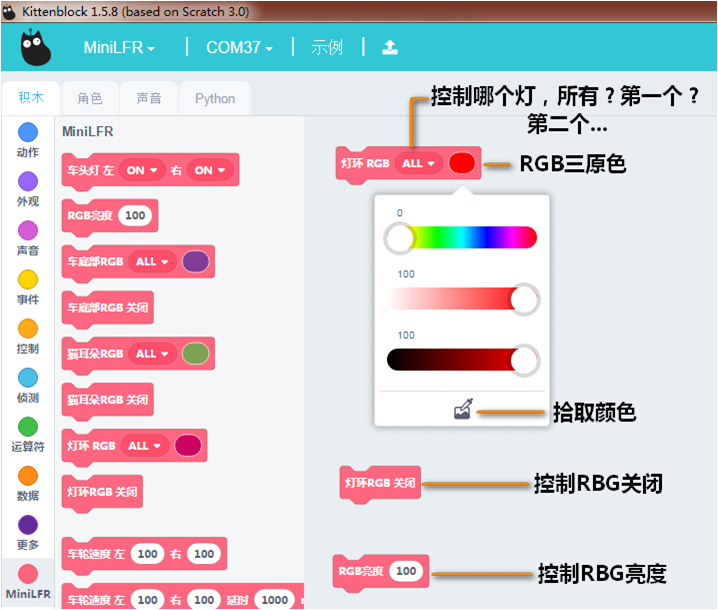 Kittenblock 1.5.8 (based on Scratch 3.0)
MiniLFR
COM37
示例
积木
角色
声音
Python
动作
外观
声音
事件
控制
侦测
运算符
数据
更多
MiniLFR
MiniLFR
车头灯 左 ON 右 ON
RGB亮度 100
车底部RGB ALL
车底部RGB 关闭
猫耳朵RGB ALL
猫耳朵RGB 关闭
灯环 RGB ALL
灯环RGB 关闭
车轮速度 左 100 右 100
车轮速度 左 100 右 100 延时 1000
控制哪个灯，所有？第一个？
第二个...
灯环 RGB ALL
RGB三原色
0
100
100
拾取颜色
灯环RGB 关闭
控制RBG关闭
RGB亮度 100
控制RBG亮度